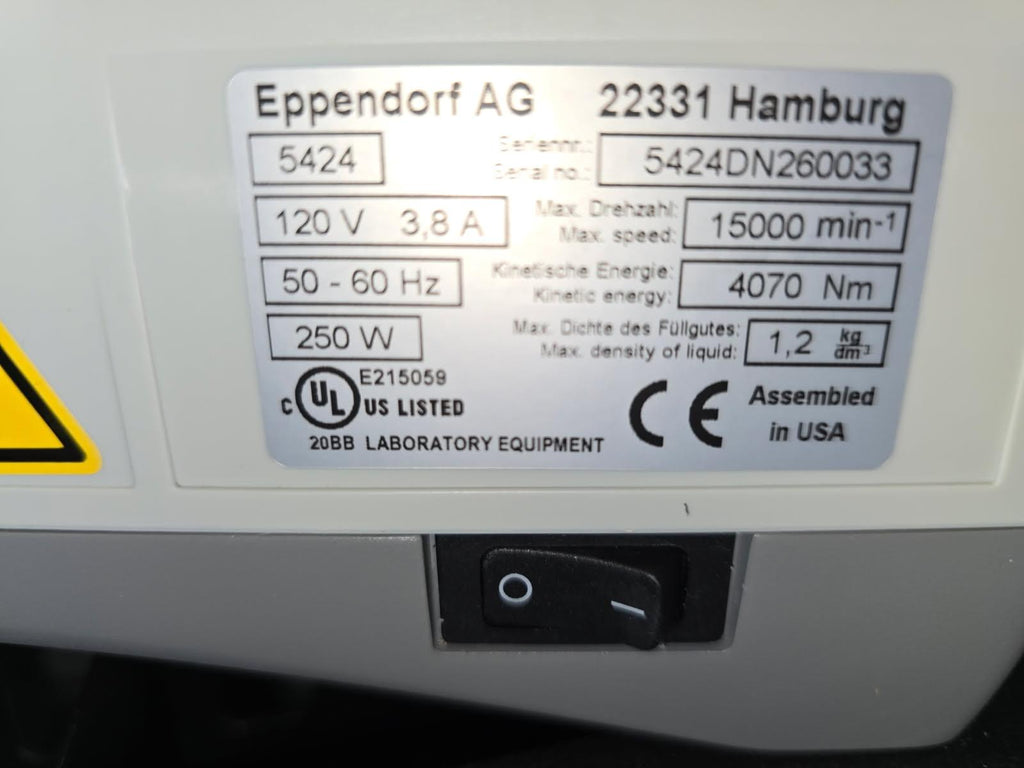 Eppendorf AG 22331 Hamburg
5424 Seriennr.: Serial no.: 5424DN260033
120 V 3,8 A Max. Drehzahl: Max. speed: 15000 min-1
50 - 60 Hz Kinetische Energie: Kinetic energy: 4070 Nm
250 W Max. Dichte des Füllgutes: Max. density of liquid: 1,2 kg/dm³
E215059
C UL US LISTED
CE Assembled
in USA
20BB LABORATORY EQUIPMENT
O I